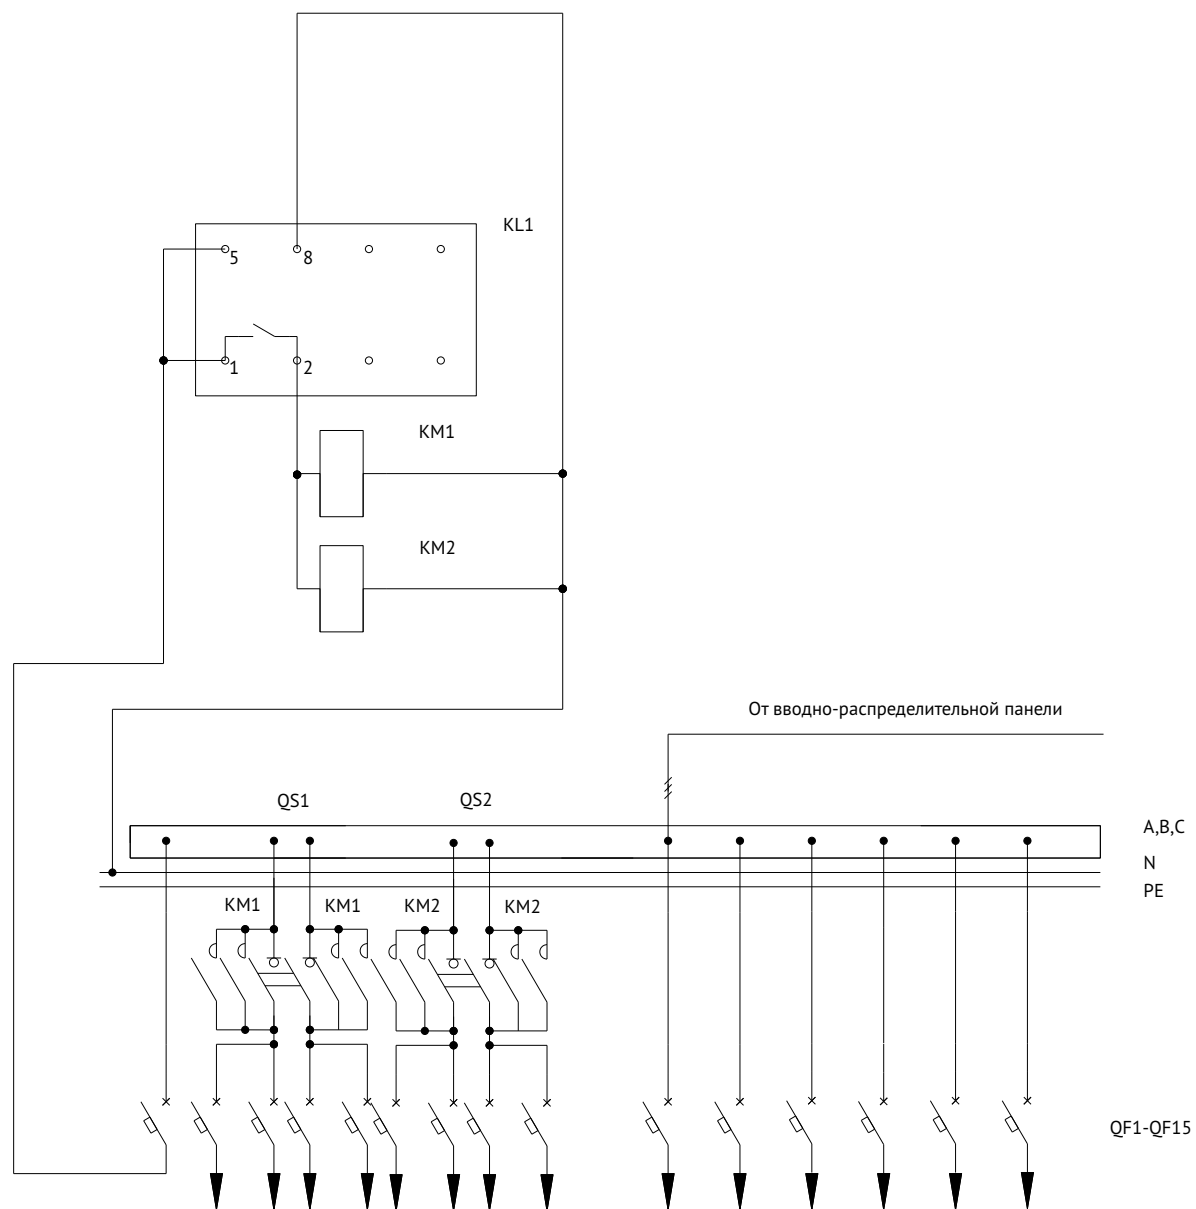 KL1
5 8
1 2
KM1
KM2
От вводно-распределительной панели
QS1 QS2
A,B,C
N
PE
KM1 KM1 KM2 KM2
QF1-QF15